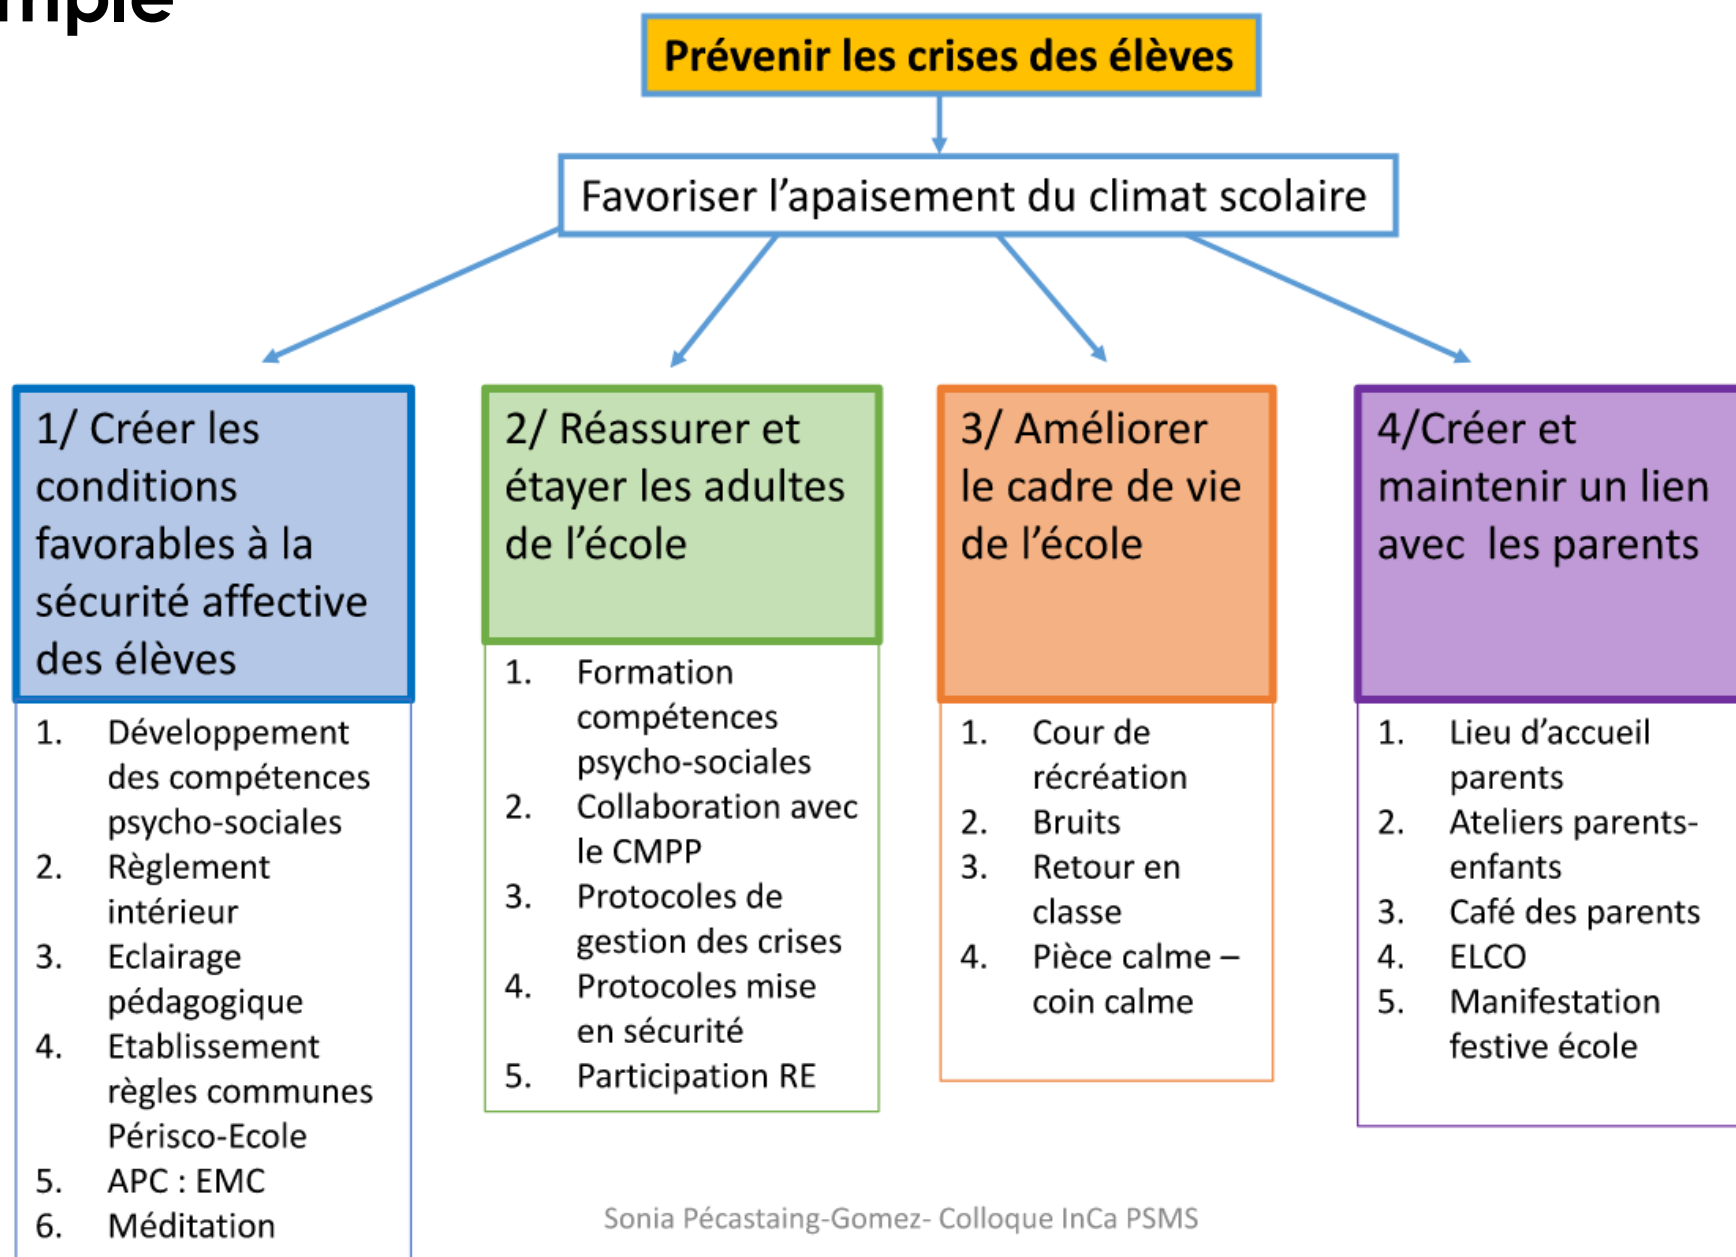 Prévenir les crises des élèves
Favoriser l’apaisement du climat scolaire
1/ Créer les
conditions
favorables à la
sécurité affective
des élèves
1. Développement
des compétences
psycho-sociales
2. Règlement
intérieur
3. Eclairage
pédagogique
4. Etablissement
règles communes
Périsco-Ecole
5. APC : EMC
6. Méditation
2/ Réassurer et
étayer les adultes
de l’école
1. Formation
compétences
psycho-sociales
2. Collaboration avec
le CMPP
3. Protocoles de
gestion des crises
4. Protocoles mise
en sécurité
5. Participation RE
3/ Améliorer
le cadre de vie
de l’école
1. Cour de
récréation
2. Bruits
3. Retour en
classe
4. Pièce calme –
coin calme
4/Créer et
maintenir un lien
avec les parents
1. Lieu d’accueil
parents
2. Ateliers parents-
enfants
3. Café des parents
4. ELCO
5. Manifestation
festive école
Sonia Pécastaing-Gomez- Colloque InCa PSMS